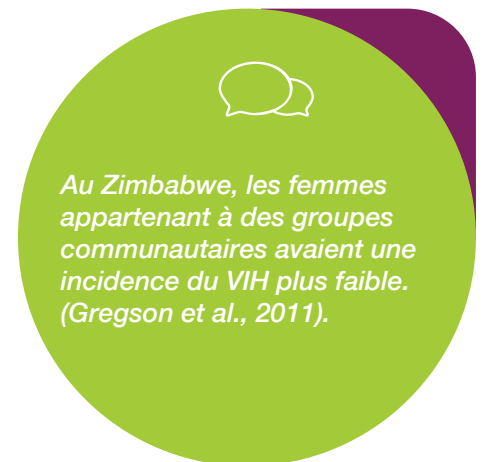 Au Zimbabwe, les femmes
appartenant à des groupes
communautaires avaient une
incidence du VIH plus faible.
(Gregson et al., 2011).